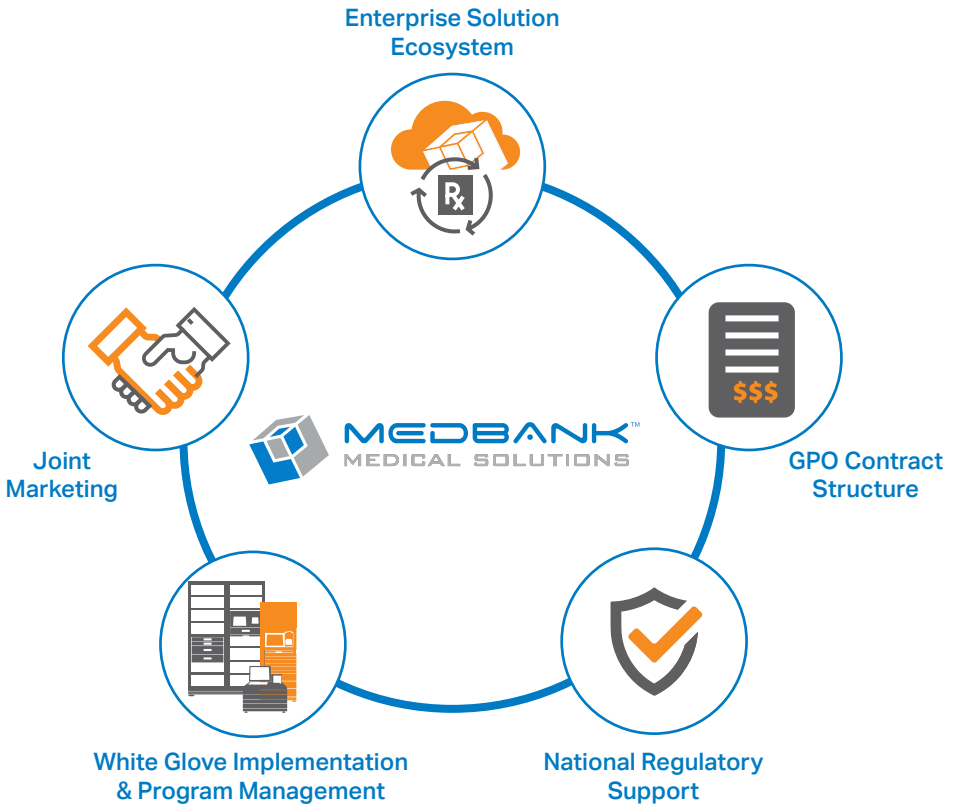 Enterprise Solution
Ecosystem
Rx
$$$
MEDBANK™
MEDICAL SOLUTIONS
Joint
Marketing
GPO Contract
Structure
White Glove Implementation
& Program Management
National Regulatory
Support